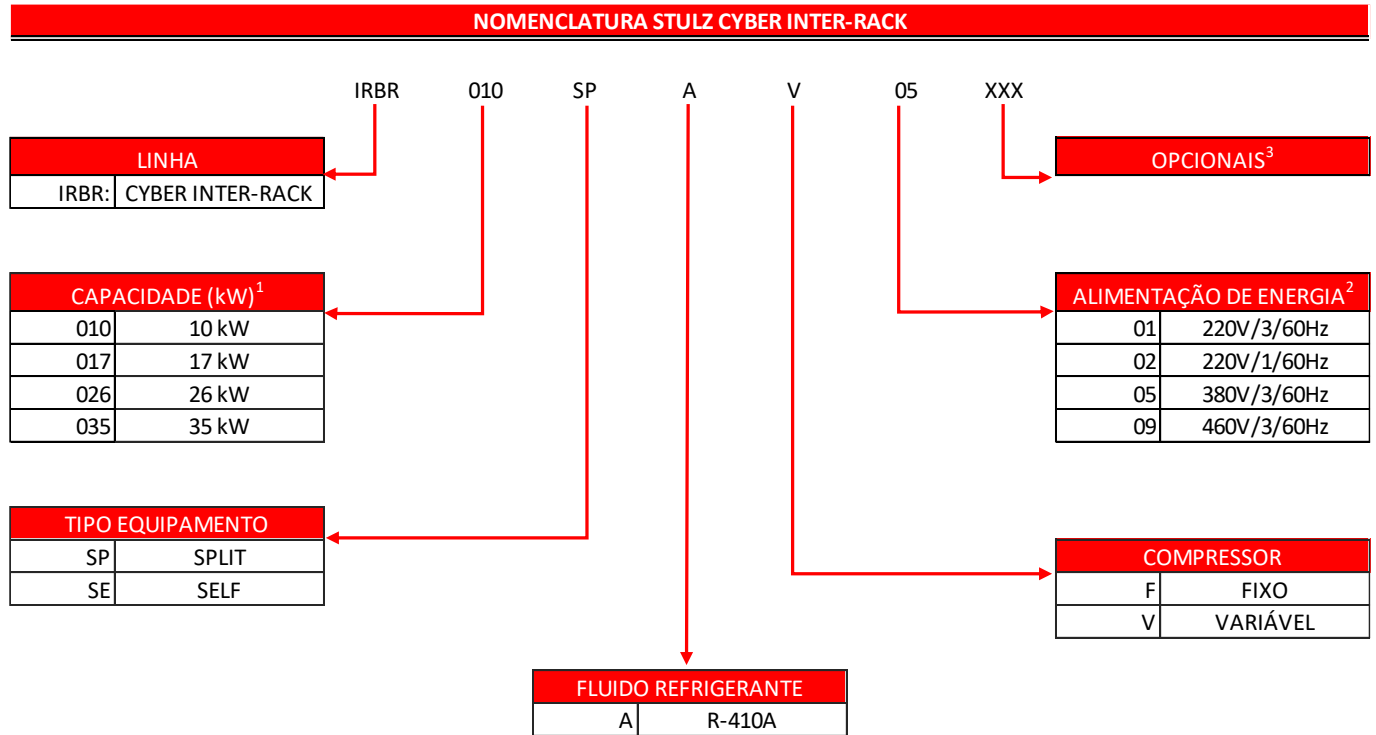 NOMENCLATURA STULZ CYBER INTER-RACK
IRBR 010 SP A V 05 XXX
LINHA
IRBR: CYBER INTER-RACK
OPCIONAIS³
CAPACIDADE (kW)¹
010 10 kW
017 17 kW
026 26 kW
035 35 kW
ALIMENTAÇÃO DE ENERGIA²
01 220V/3/60Hz
02 220V/1/60Hz
05 380V/3/60Hz
09 460V/3/60Hz
TIPO EQUIPAMENTO
SP SPLIT
SE SELF
COMPRESSOR
F FIXO
V VARIÁVEL
FLUIDO REFRIGERANTE
A R-410A